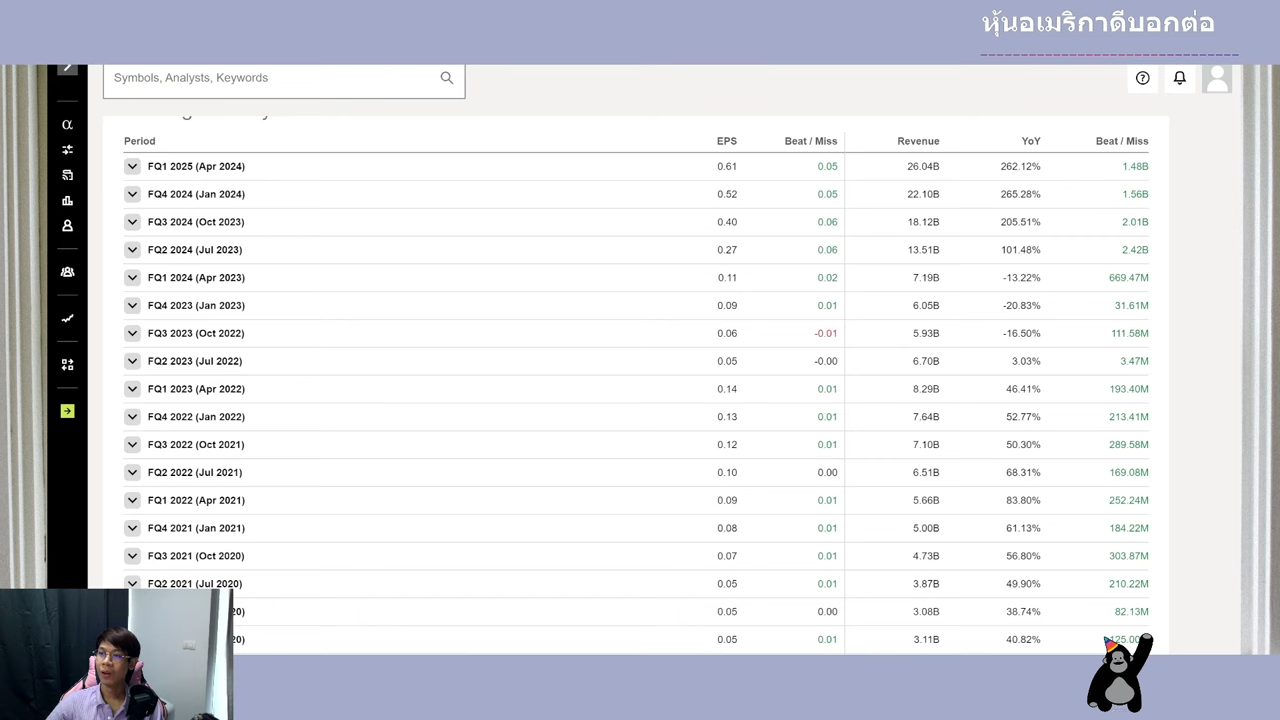 หุ้นอเมริกาดีบอกต่อ
Symbols, Analysts, Keywords
Period EPS Beat / Miss Revenue YoY Beat / Miss
FQ1 2025 (Apr 2024) 0.61 0.05 26.04B 262.12% 1.48B
FQ4 2024 (Jan 2024) 0.52 0.05 22.10B 265.28% 1.56B
FQ3 2024 (Oct 2023) 0.40 0.06 18.12B 205.51% 2.01B
FQ2 2024 (Jul 2023) 0.27 0.06 13.51B 101.48% 2.42B
FQ1 2024 (Apr 2023) 0.11 0.02 7.19B -13.22% 669.47M
FQ4 2023 (Jan 2023) 0.09 0.01 6.05B -20.83% 31.61M
FQ3 2023 (Oct 2022) 0.06 -0.01 5.93B -16.50% 111.58M
FQ2 2023 (Jul 2022) 0.05 -0.00 6.70B 3.03% 3.47M
FQ1 2023 (Apr 2022) 0.14 0.01 8.29B 46.41% 193.40M
FQ4 2022 (Jan 2022) 0.13 0.01 7.64B 52.77% 213.41M
FQ3 2022 (Oct 2021) 0.12 0.01 7.10B 50.30% 289.58M
FQ2 2022 (Jul 2021) 0.10 0.00 6.51B 68.31% 169.08M
FQ1 2022 (Apr 2021) 0.09 0.01 5.66B 83.80% 252.24M
FQ4 2021 (Jan 2021) 0.08 0.01 5.00B 61.13% 184.22M
FQ3 2021 (Oct 2020) 0.07 0.01 4.73B 56.80% 303.87M
FQ2 2021 (Jul 2020) 0.05 0.01 3.87B 49.90% 210.22M
20) 0.05 0.00 3.08B 38.74% 82.13M
20) 0.05 0.01 3.11B 40.82%